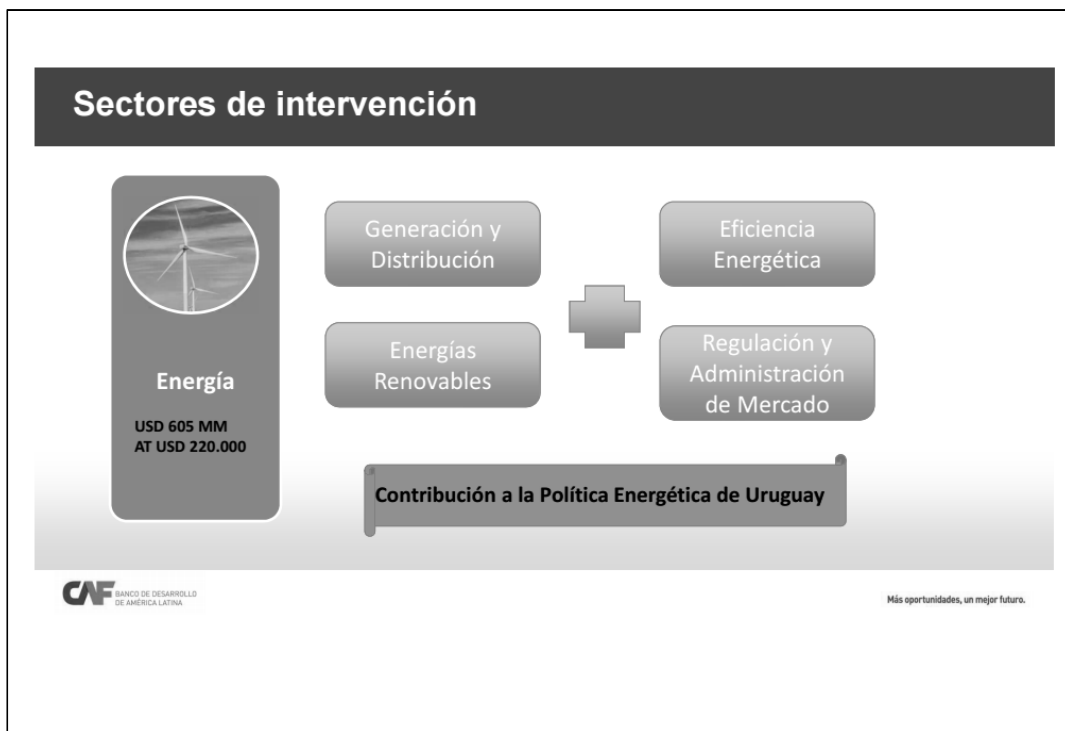 Sectores de intervención
Energía
USD 605 MM
AT USD 220.000
Generación y
Distribución
Energías
Renovables
Eficiencia
Energética
Regulación y
Administración
de Mercado
Contribución a la Política Energética de Uruguay
CAF BANCO DE DESARROLLO
DE AMÉRICA LATINA
Más oportunidades, un mejor futuro.